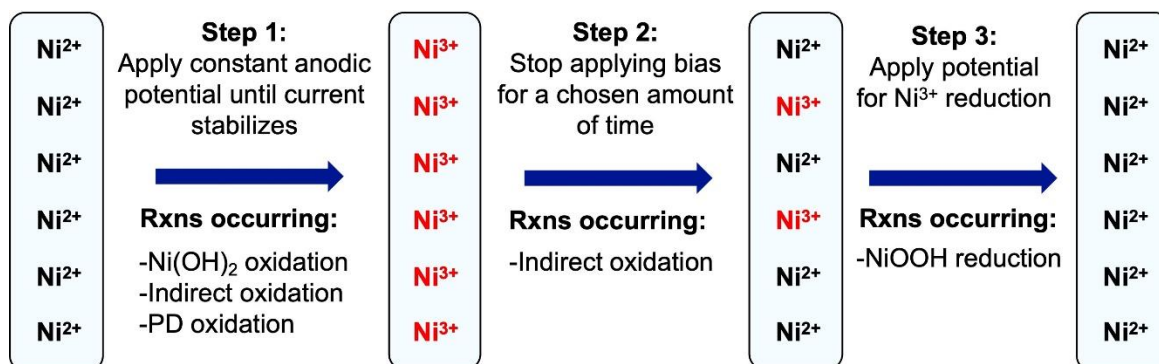 Ni²⁺
Ni²⁺
Ni²⁺
Ni²⁺
Ni²⁺
Ni²⁺
Step 1:
Apply constant anodic
potential until current
stabilizes
Rxns occurring:
-Ni(OH)₂ oxidation
-Indirect oxidation
-PD oxidation
Ni³⁺
Ni³⁺
Ni³⁺
Ni³⁺
Ni³⁺
Ni³⁺
Step 2:
Stop applying bias
for a chosen amount
of time
Rxns occurring:
-Indirect oxidation
Ni²⁺
Ni³⁺
Ni²⁺
Ni³⁺
Ni²⁺
Ni²⁺
Step 3:
Apply potential
for Ni³⁺ reduction
Rxns occurring:
-NiOOH reduction
Ni²⁺
Ni²⁺
Ni²⁺
Ni²⁺
Ni²⁺
Ni²⁺